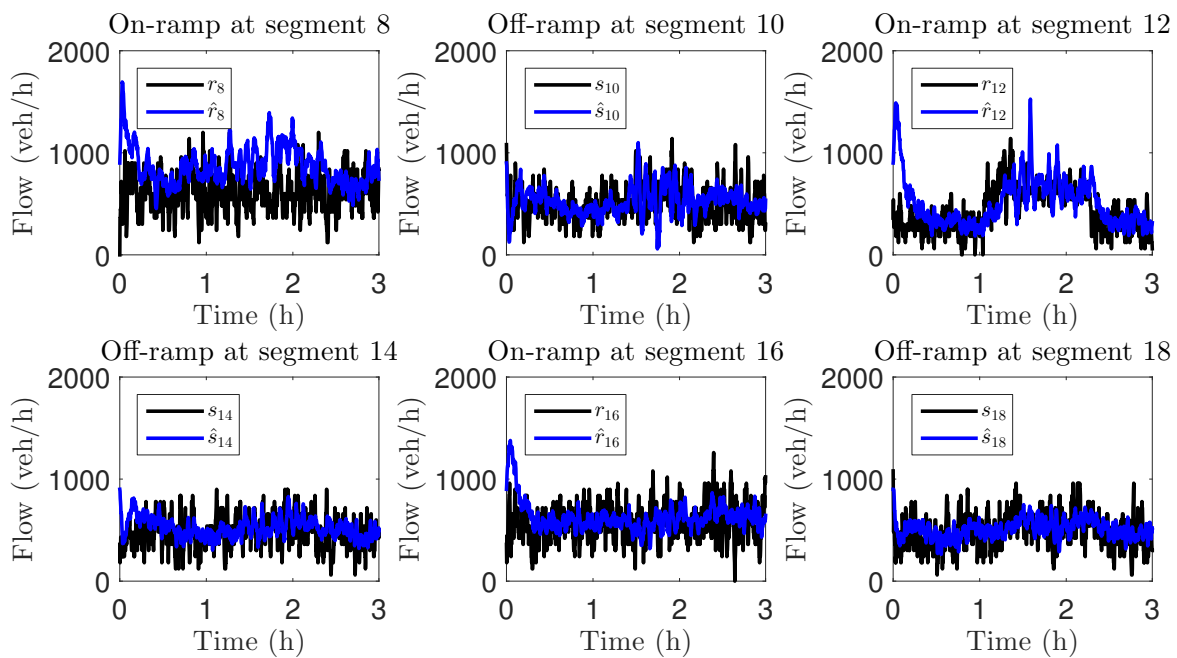 On-ramp at segment 8
Flow (veh/h)
2000
1000
0
r₈
r̂₈
0 1 2 3
Time (h)
Off-ramp at segment 10
Flow (veh/h)
2000
1000
0
s₁₀
ŝ₁₀
0 1 2 3
Time (h)
On-ramp at segment 12
Flow (veh/h)
2000
1000
0
r₁₂
r̂₁₂
0 1 2 3
Time (h)
Off-ramp at segment 14
Flow (veh/h)
2000
1000
0
s₁₄
ŝ₁₄
0 1 2 3
Time (h)
On-ramp at segment 16
Flow (veh/h)
2000
1000
0
r₁₆
r̂₁₆
0 1 2 3
Time (h)
Off-ramp at segment 18
Flow (veh/h)
2000
1000
0
s₁₈
ŝ₁₈
0 1 2 3
Time (h)